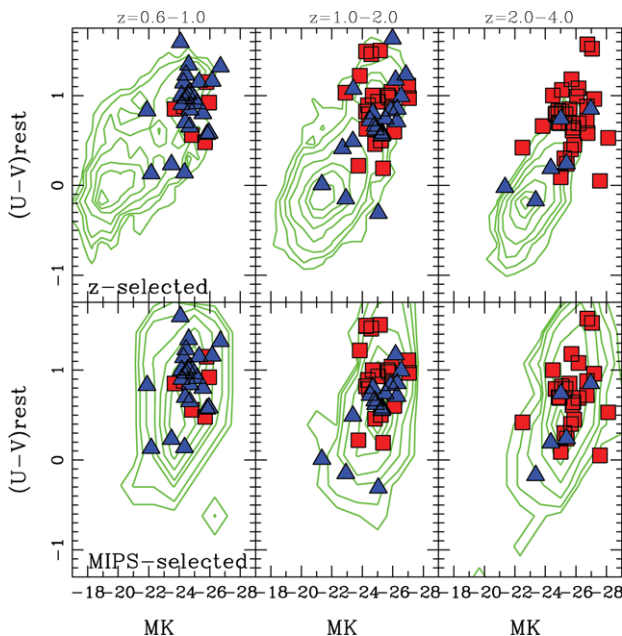 z=0.6-1.0 z=1.0-2.0 z=2.0-4.0
(U-V)rest
1
0
-1
z-selected
(U-V)rest
1
0
-1
MIPS-selected
-18 -20 -22 -24 -26 -28 -18 -20 -22 -24 -26 -28 -18 -20 -22 -24 -26 -28
MK MK MK